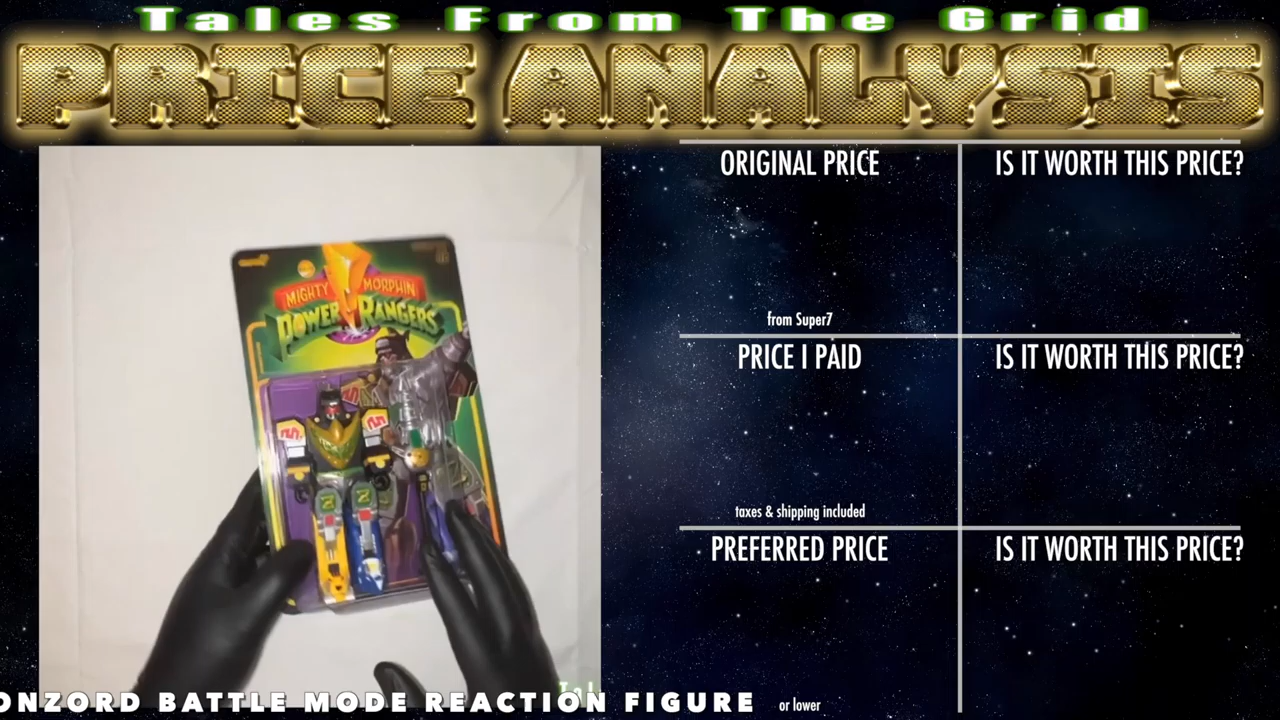 Tales From The Grid
PRICE ANALYSIS
ORIGINAL PRICE
IS IT WORTH THIS PRICE?
from Super7
PRICE I PAID
IS IT WORTH THIS PRICE?
taxes & shipping included
PREFERRED PRICE
IS IT WORTH THIS PRICE?
or lower
MIGHTY MORPHIN
POWER RANGERS
ONZORD BATTLE MODE REACTION FIGURE